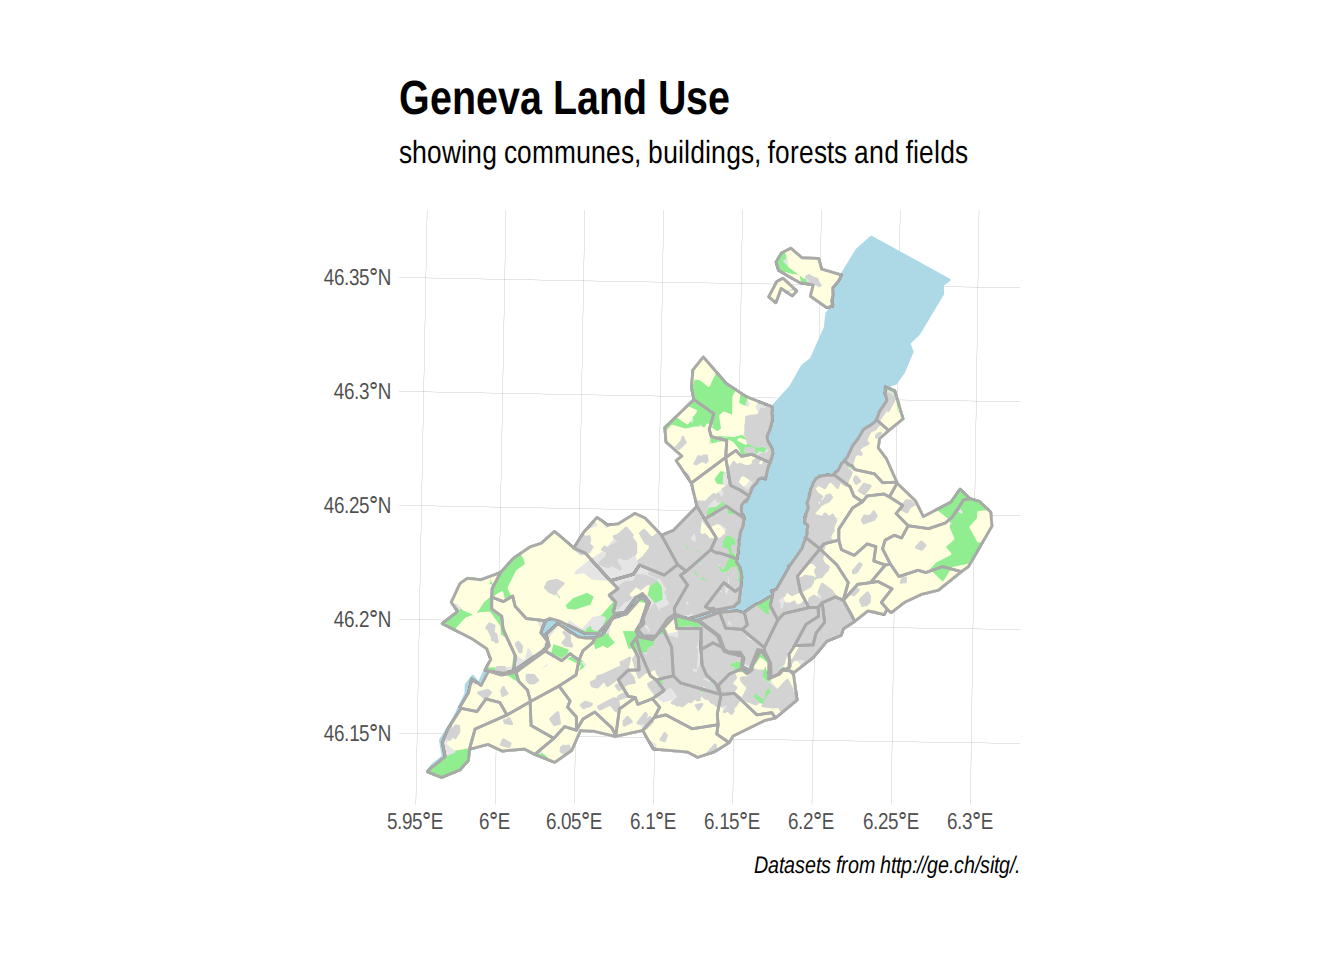 Geneva Land Use
showing communes, buildings, forests and fields
46.35°N
46.3°N
46.25°N
46.2°N
46.15°N
5.95°E 6°E 6.05°E 6.1°E 6.15°E 6.2°E 6.25°E 6.3°E
Datasets from http://ge.ch/sitg/.